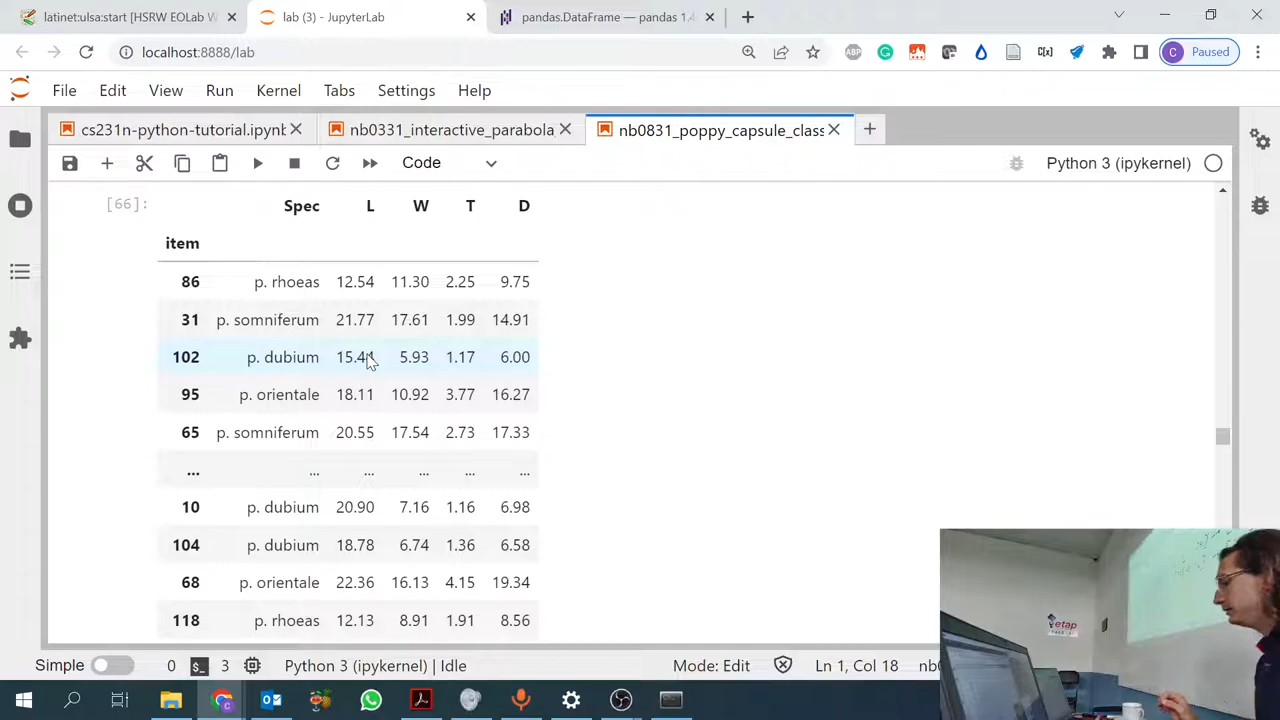 latinet:ulsa:start [HSRW EOLab W
lab (3) - JupyterLab
pandas.DataFrame — pandas 1.4
localhost:8888/lab
ABP
C[x]
C
Paused
File Edit View Run Kernel Tabs Settings Help
cs231n-python-tutorial.ipynb
nb0331_interactive_parabola
nb0831_poppy_capsule_class
Code
Python 3 (ipykernel)
[66]:
Spec L W T D
item
86 p. rhoeas 12.54 11.30 2.25 9.75
31 p. somniferum 21.77 17.61 1.99 14.91
102 p. dubium 15.44 5.93 1.17 6.00
95 p. orientale 18.11 10.92 3.77 16.27
65 p. somniferum 20.55 17.54 2.73 17.33
... ... ... ... ... ...
10 p. dubium 20.90 7.16 1.16 6.98
104 p. dubium 18.78 6.74 1.36 6.58
68 p. orientale 22.36 16.13 4.15 19.34
118 p. rhoeas 12.13 8.91 1.91 8.56
etap
Simple 0 3 Python 3 (ipykernel) | Idle Mode: Edit Ln 1, Col 18